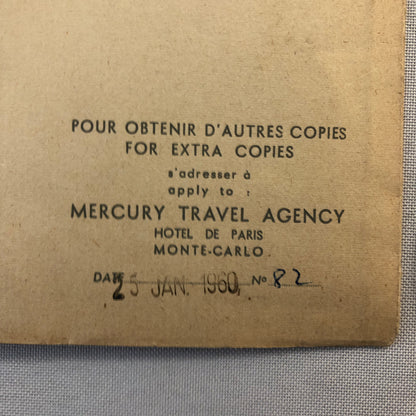 POUR OBTENIR D'AUTRES COPIES
FOR EXTRA COPIES
s'adresser à
apply to :
MERCURY TRAVEL AGENCY
HOTEL DE PARIS
MONTE-CARLO
DATE 25 JAN. 1960 No 82